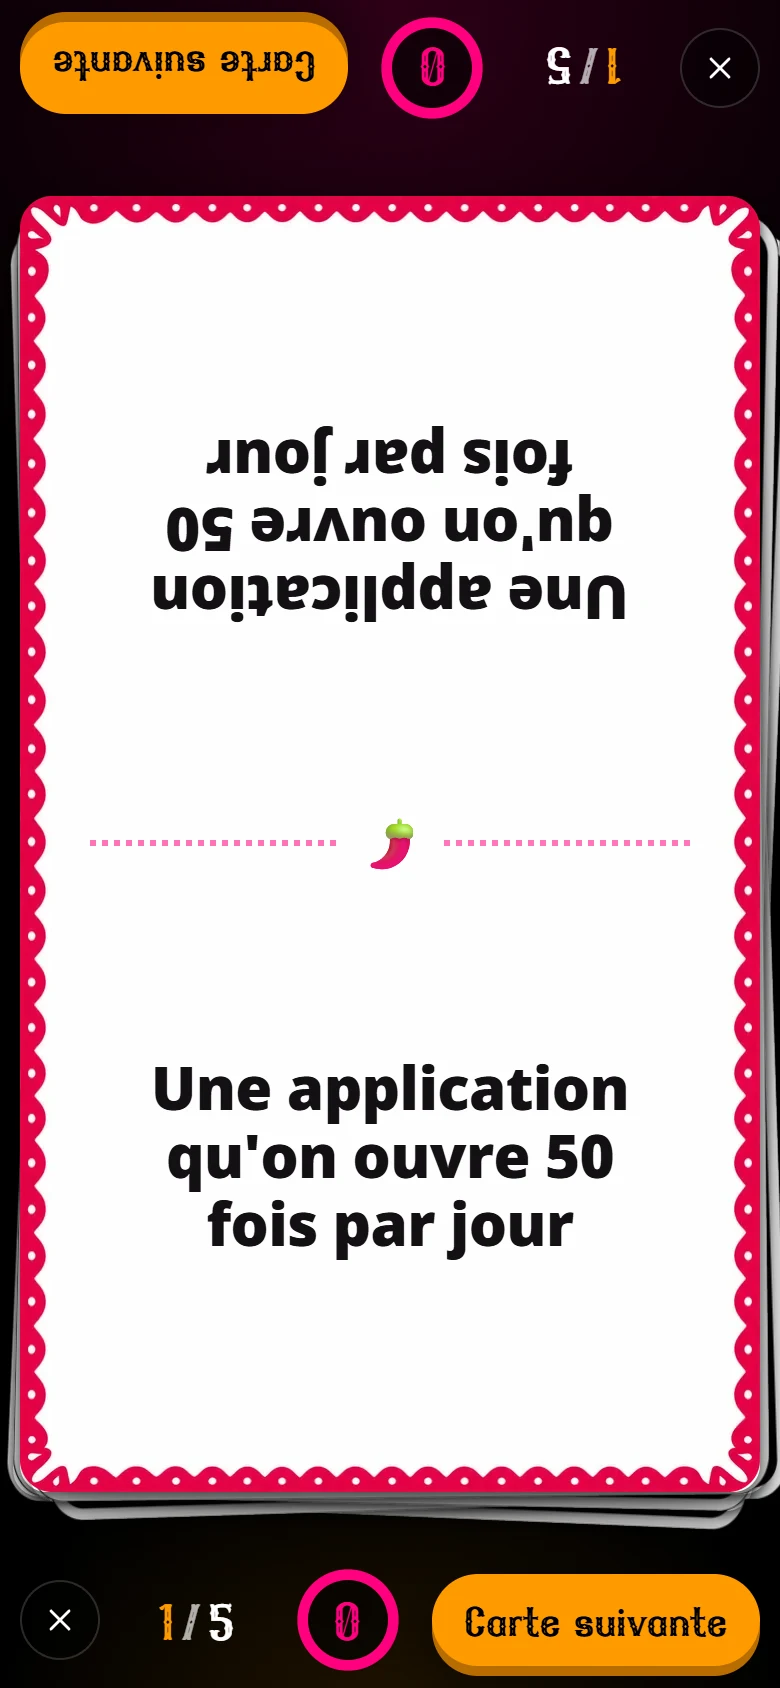 Carte suivante
0
1/5
Une application
qu'on ouvre 50
fois par jour
Une application
qu'on ouvre 50
fois par jour
1/5
0
Carte suivante